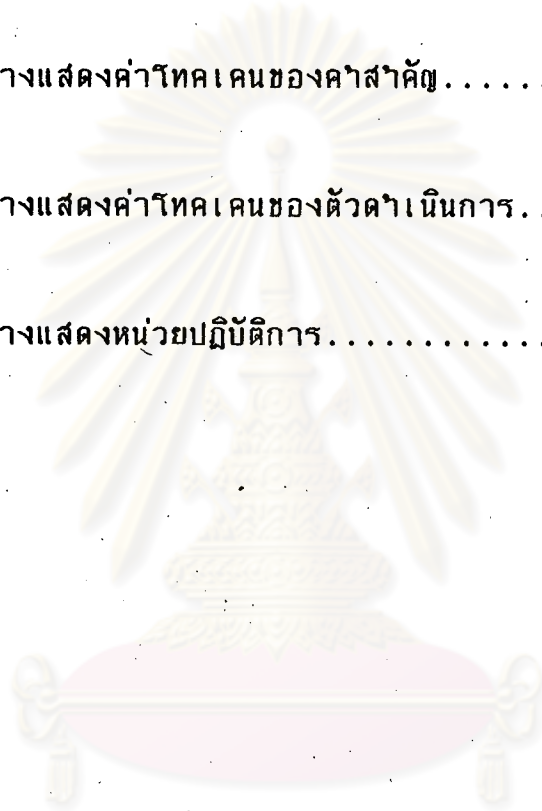 างแสดงค่าโทคเคนของคำสำคัญ......
างแสดงค่าโทคเคนของตัวดำเนินการ..
างแสดงหน่วยปฏิบัติการ............